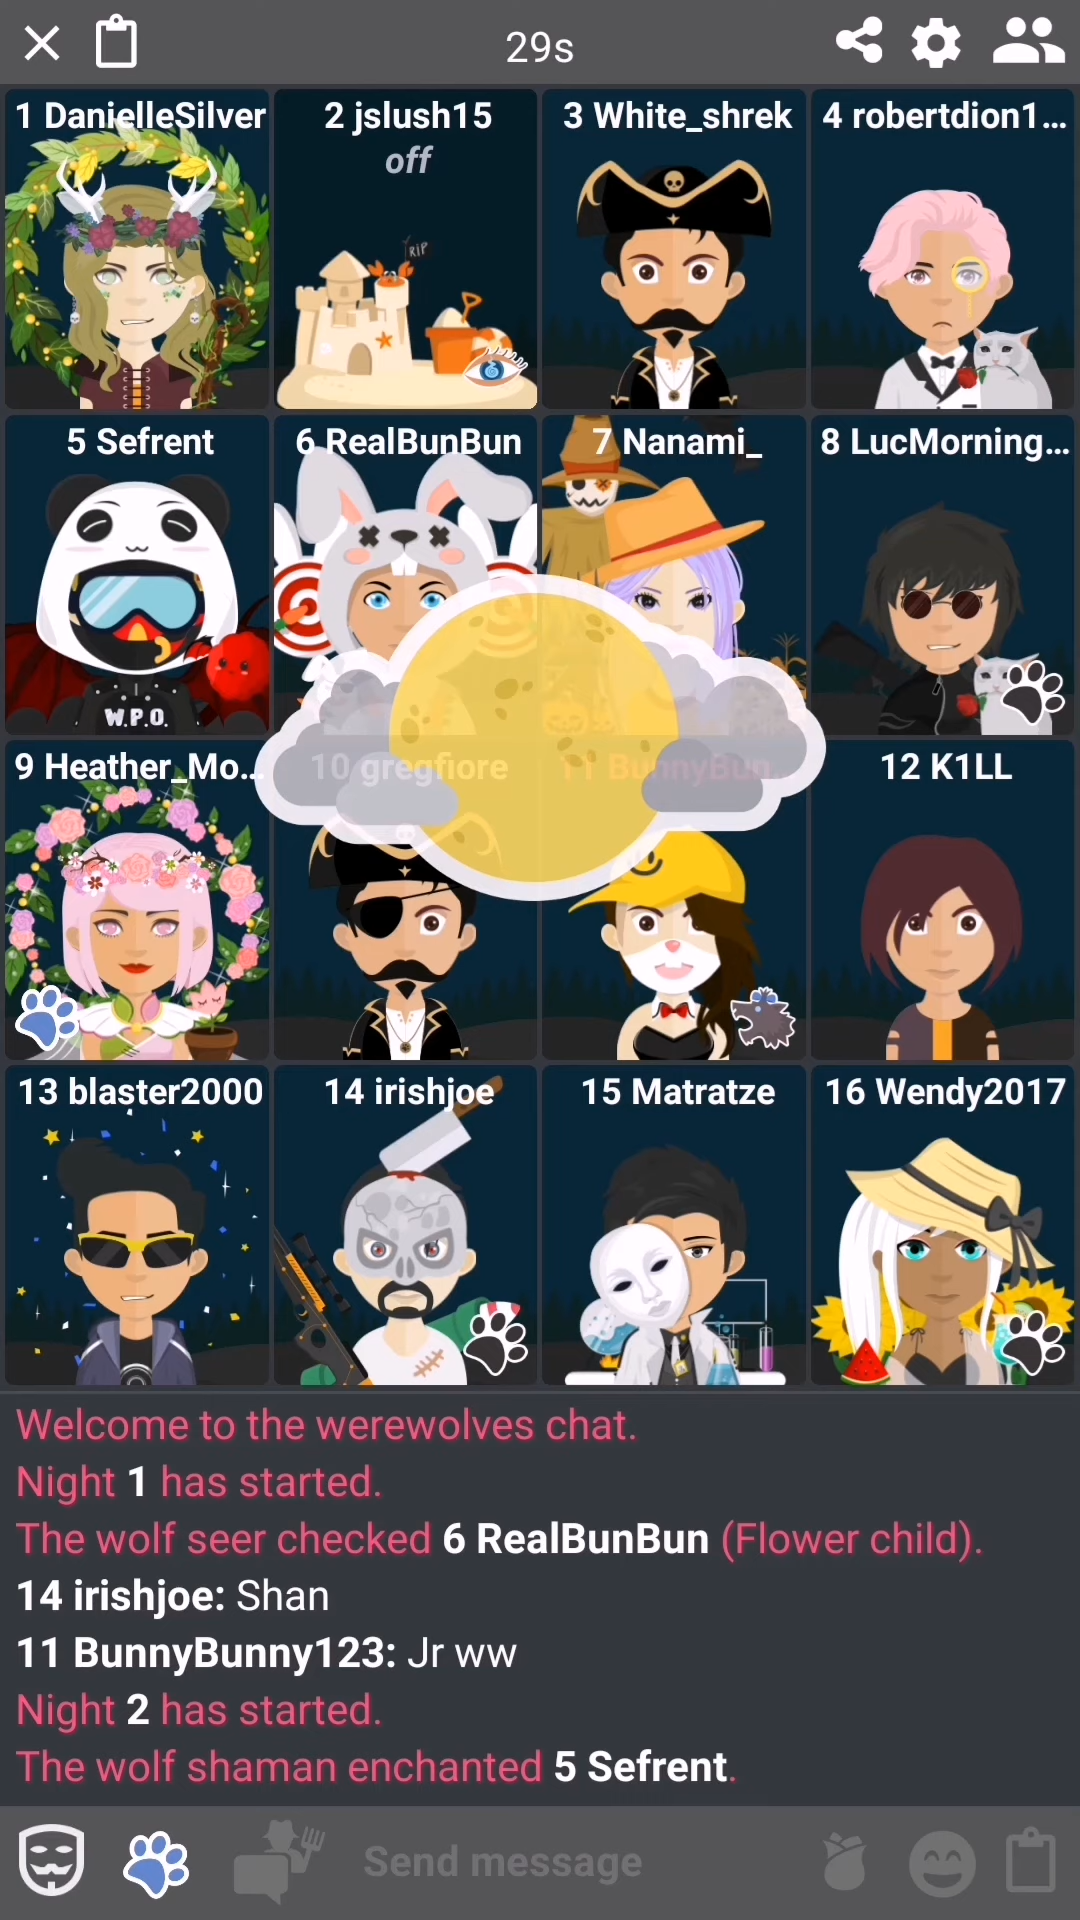 29s
1 DanielleSilver
2 jslush15
3 White_shrek
4 robertdion1...
off
RIP
5 Sefrent
6 RealBunBun
7 Nanami_
8 LucMorning...
W.P.O.
9 Heather_Mo...
10 gregfiore
11 BunnyBun...
12 K1LL
13 blaster2000
14 irishjoe
15 Matratze
16 Wendy2017
Welcome to the werewolves chat.
Night 1 has started.
The wolf seer checked 6 RealBunBun (Flower child).
14 irishjoe: Shan
11 BunnyBunny123: Jr ww
Night 2 has started.
The wolf shaman enchanted 5 Sefrent.
Send message